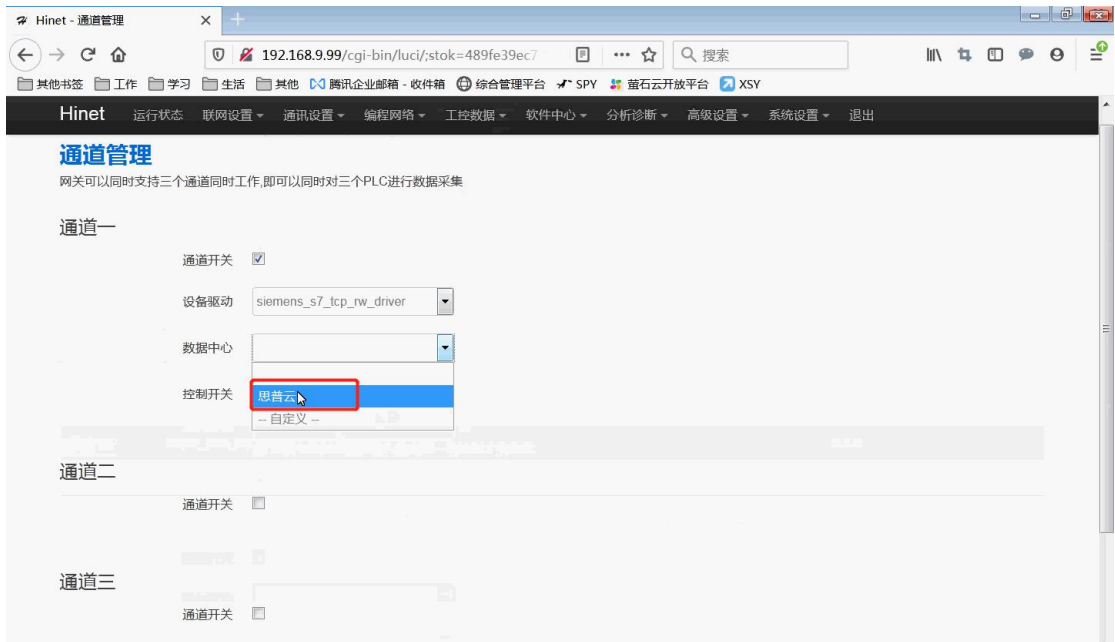 Hinet - 通道管理
192.168.9.99/cgi-bin/luci/;stok=489fe39ec7
搜索
其他书签 工作 学习 生活 其他 腾讯企业邮箱 - 收件箱 综合管理平台 SPY 萤石云开放平台 XSY
Hinet 运行状态 联网设置 通讯设置 编程网络 工控数据 软件中心 分析诊断 高级设置 系统设置 退出
通道管理
网关可以同时支持三个通道同时工作,即可以同时对三个PLC进行数据采集
通道一
通道开关
设备驱动 siemens_s7_tcp_rw_driver
数据中心
控制开关 思普云
-- 自定义 --
通道二
通道开关
通道三
通道开关